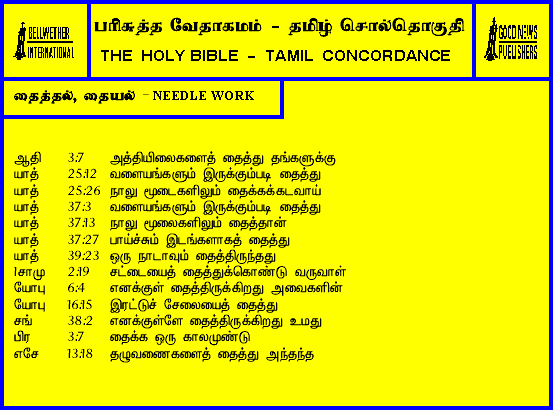 BELLWETHER
INTERNATIONAL
பரிசுத்த வேதாகமம் - தமிழ் சொல்தொகுதி
THE HOLY BIBLE - TAMIL CONCORDANCE
GOOD NEWS
PUBLISHERS
தைத்தல், தையல் - NEEDLE WORK
ஆதி 3:7 அத்தியிலைகளைத் தைத்து தங்களுக்கு
யாத் 25:12 வளையங்களும் இருக்கும்படி தைத்து
யாத் 25:26 நாலு மூடைகளிலும் தைக்கக்கடவாய்
யாத் 37:3 வளையங்களும் இருக்கும்படி தைத்து
யாத் 37:13 நாலு மூலைகளிலும் தைத்தான்
யாத் 37:27 பாய்ச்சும் இடங்களாகத் தைத்து
யாத் 39:23 ஒரு நாடாவும் தைத்திருந்தது
1சாமு 2:19 சட்டையைத் தைத்துக்கொண்டு வருவாள்
யோபு 6:4 எனக்குள் தைத்திருக்கிறது அவைகளின்
யோபு 16:15 இரட்டுச் சேலையைத் தைத்து
சங் 38:2 எனக்குள்ளே தைத்திருக்கிறது உமது
பிர 3:7 தைக்க ஒரு காலமுண்டு
எசே 13:18 தழுவணைகளைத் தைத்து அந்தந்த